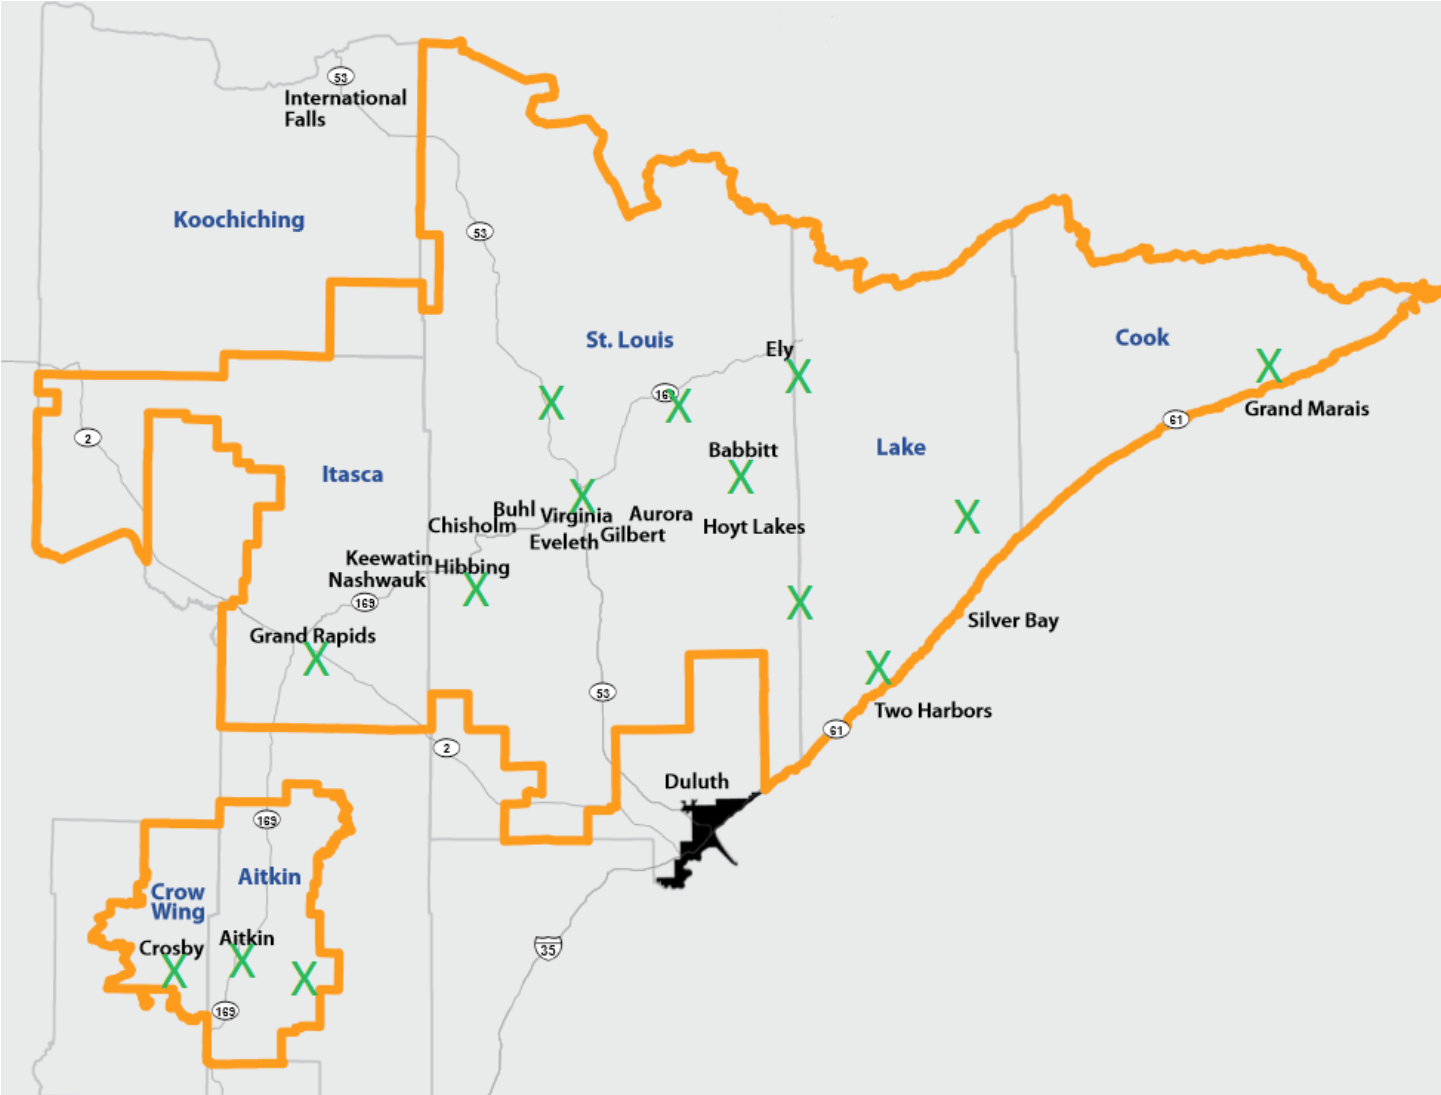 53
International
Falls
Koochiching
53
St. Louis
Cook
Ely
X
X
X
169
X
Grand Marais
61
2
Itasca
Lake
Babbitt
X
X
Buhl
Virginia
Aurora
X
Chisholm
Gilbert
Hoyt Lakes
Eveleth
Keewatin
Hibbing
Nashwauk
X
169
X
Silver Bay
Grand Rapids
X
X
53
Two Harbors
61
2
Duluth
169
Aitkin
Crow
Wing
Crosby
Aitkin
X
X
X
35
169